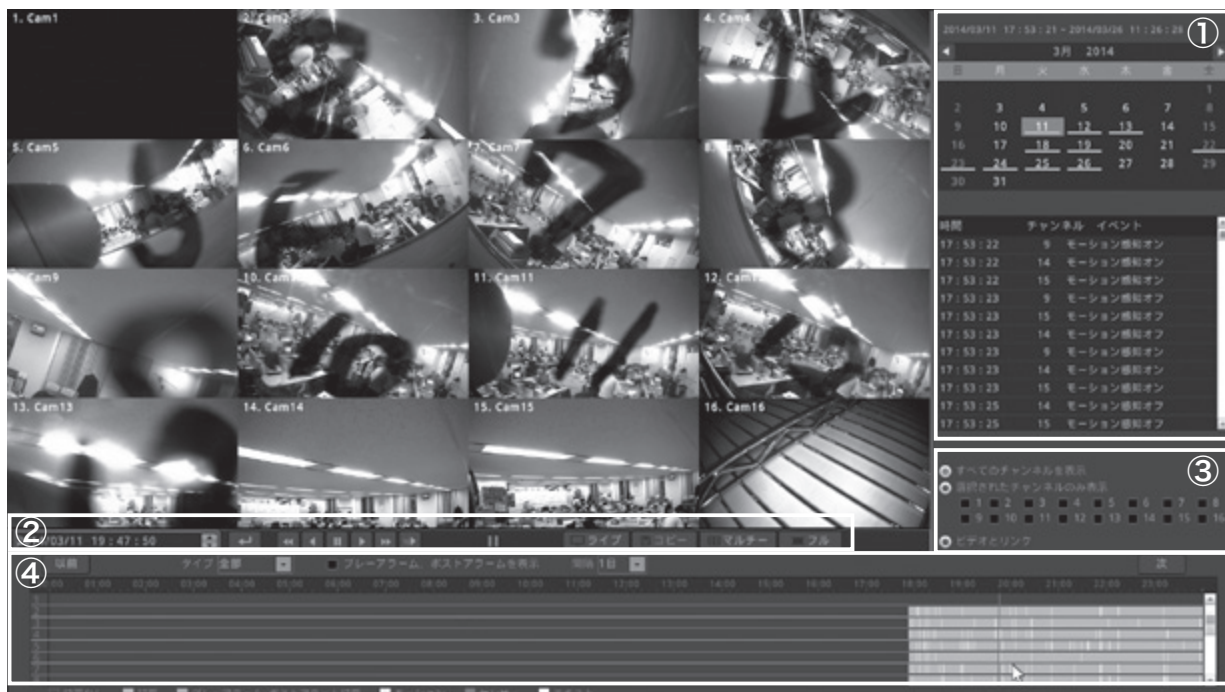 1. Cam1
2. Cam2
3. Cam3
4. Cam4
5. Cam5
6. Cam6
7. Cam7
8.
Cam9
10.
11. Cam11
12.
13. Cam13
14. Cam14
15. Cam15
16. Cam16
①
2014/03/11 17:53:21 - 2014/03/26 11:26:28
3月 2014
日 月 火 水 木 金 土
1
2 3 4 5 6 7 8
9 10 11 12 13 14 15
16 17 18 19 20 21 22
23 24 25 26 27 28 29
30 31
時間 チャンネル イベント
17:53:22 9 モーション感知オン
17:53:22 14 モーション感知オン
17:53:22 15 モーション感知オン
17:53:23 9 モーション感知オフ
17:53:23 15 モーション感知オフ
17:53:23 14 モーション感知オフ
17:53:23 9 モーション感知オン
17:53:23 14 モーション感知オン
17:53:23 15 モーション感知オン
17:53:25 14 モーション感知オフ
17:53:25 15 モーション感知オフ
③
すべてのチャンネルを表示
選択されたチャンネルのみ表示
1 2 3 4 5 6 7 8
9 10 11 12 13 14 15 16
ビデオとリンク
②
03/11 19:47:50
ライブ コピー マルチー フル
④
以前 タイプ 全部 プレーアラーム、ポストアラームを表示 間隔 1日 次
01:00 02:00 03:00 04:00 05:00 06:00 07:00 08:00 09:00 10:00 11:00 12:00 13:00 14:00 15:00 16:00 17:00 18:00 19:00 20:00 21:00 22:00 23:00